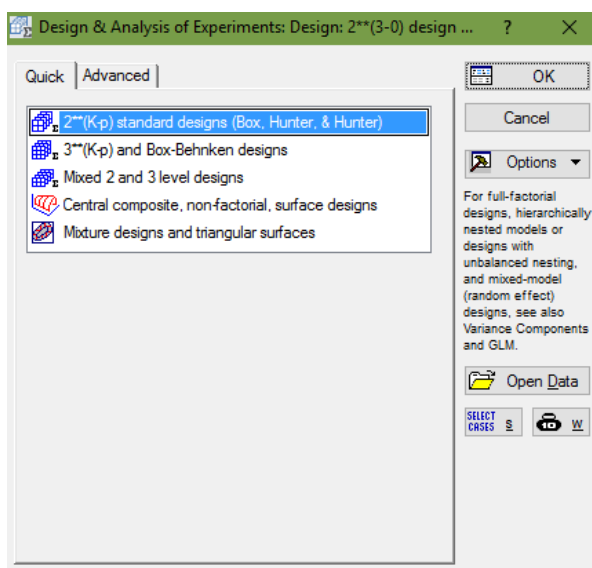 Design & Analysis of Experiments: Design: 2**(3-0) design ... ?
Quick Advanced
OK
2**(K-p) standard designs (Box, Hunter, & Hunter)
3**(K-p) and Box-Behnken designs
Mixed 2 and 3 level designs
Central composite, non-factorial, surface designs
Mixture designs and triangular surfaces
Cancel
Options
For full-factorial
designs, hierarchically
nested models or
designs with
unbalanced nesting,
and mixed-model
(random effect)
designs, see also
Variance Components
and GLM.
Open Data
SELECT
CASES S
10 W